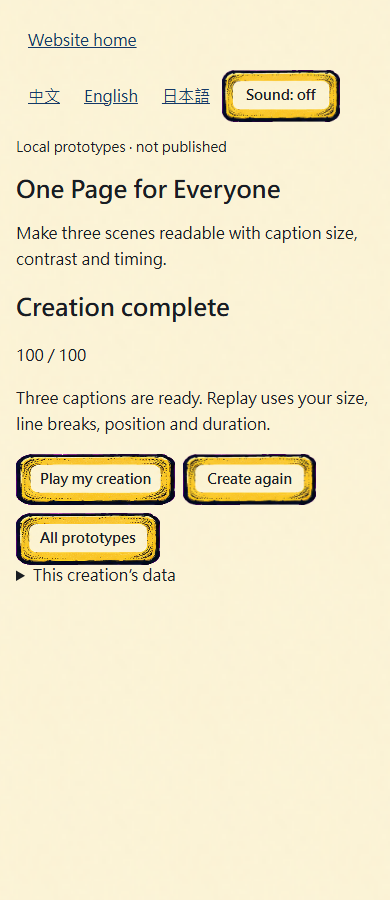 Website home
中文 English 日本語 Sound: off
Local prototypes · not published
One Page for Everyone
Make three scenes readable with caption size,
contrast and timing.
Creation complete
100 / 100
Three captions are ready. Replay uses your size,
line breaks, position and duration.
Play my creation Create again
All prototypes
▶ This creation’s data